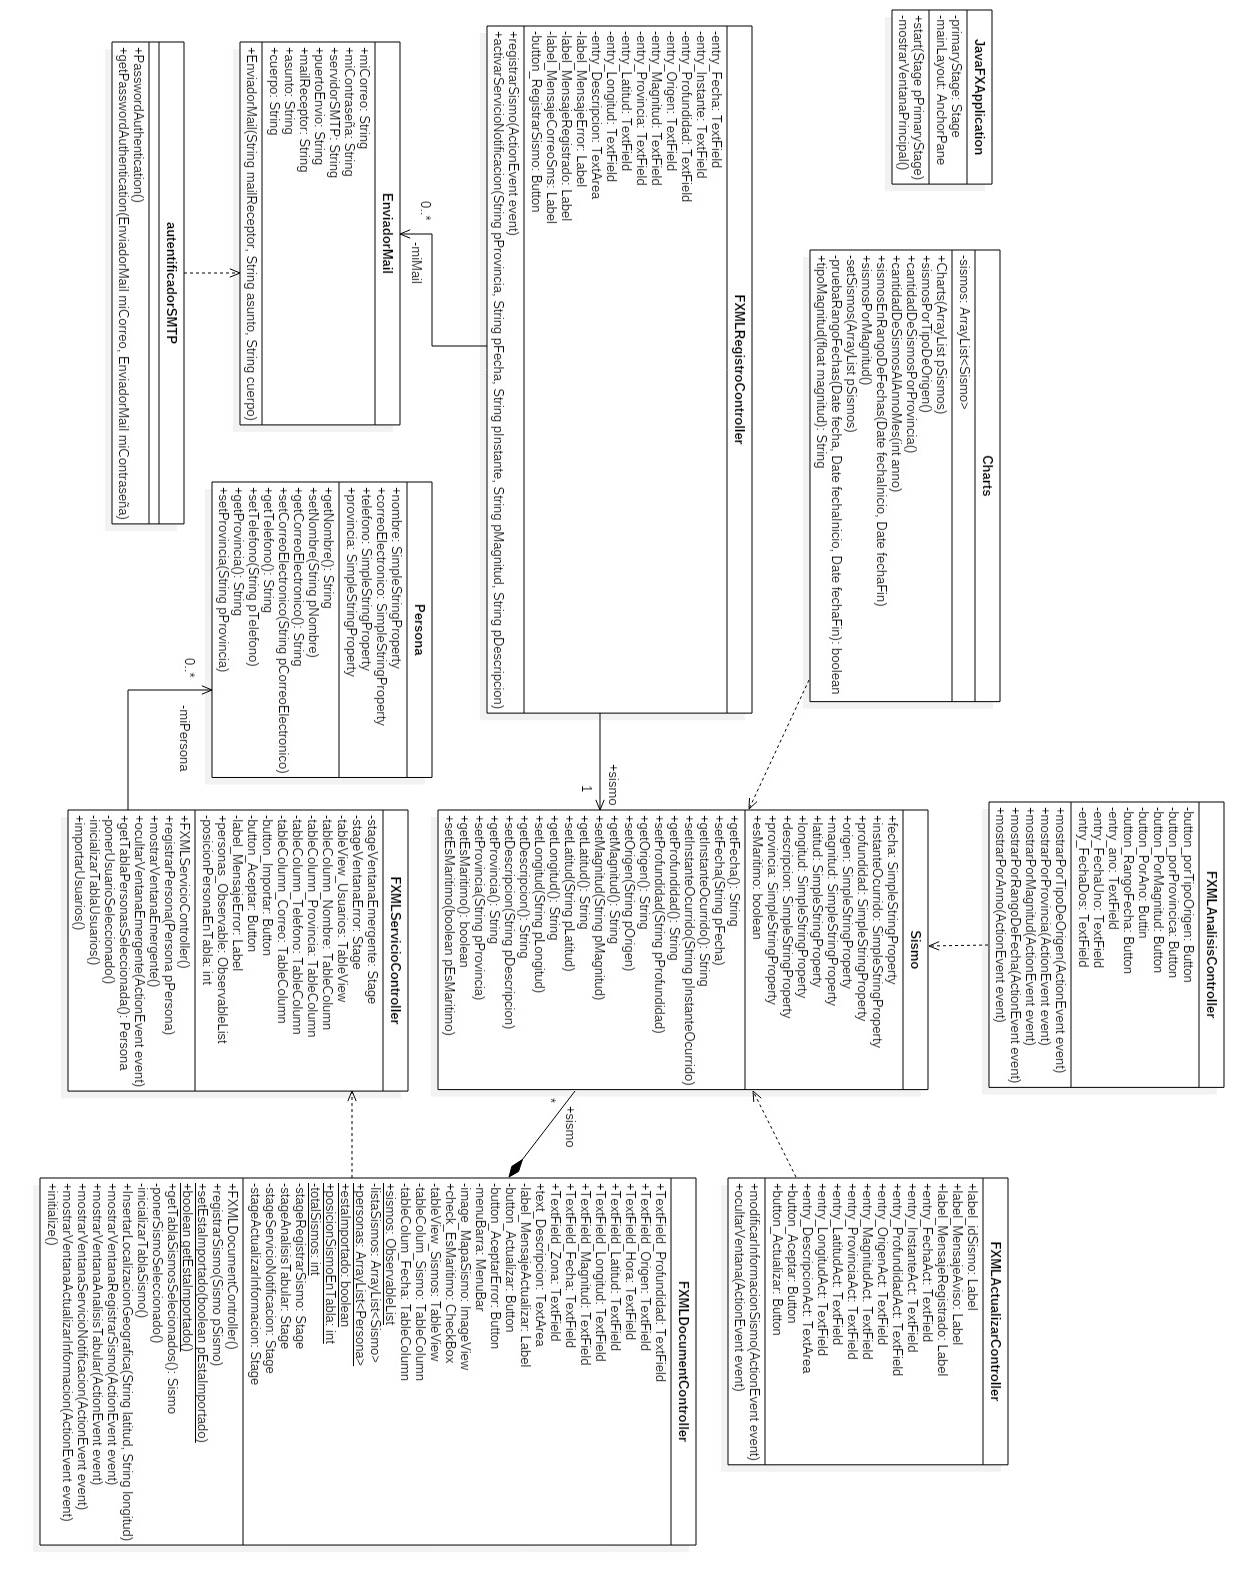 JavaFXApplication
-primaryStage: Stage
-mainLayout: AnchorPane
+start(Stage pPrimaryStage)
-mostrarVentanaPrincipal()
Charts
-sismos: ArrayList<Sismo>
+Charts(ArrayList pSismos)
+sismosPorTipoDeOrigen()
+cantidadDeSismosPorProvincia()
+cantidadDeSismosAlAnnoMes(int anno)
+sismosEnRangoDeFechas(Date fechaInicio, Date fechaFin)
+sismosPorMagnitud()
-setSismos(ArrayList pSismos)
-pruebaRangoFechas(Date fecha, Date fechaInicio, Date fechaFin): boolean
+tipoMagnitud(float magnitud): String
FXMLAnalisisController
-button_porTipoOrigen: Button
-button_porProvincia: Button
-button_PorMagnitud: Button
-button_PorAno: Buttin
-button_RangoFecha: Button
-entry_ano: TextField
-entry_FechaUno: TextField
-entry_FechaDos: TextField
+mostrarPorTipoDeOrigen(ActionEvent event)
+mostrarPorProvincia(ActionEvent event)
+mostrarPorMagnitud(ActionEvent event)
+mostrarPorRangoDeFecha(ActionEvent event)
+mostrarPorAnno(ActionEvent event)
FXMLRegistroController
-entry_Fecha: TextField
-entry_Instante: TextField
-entry_Profundidad: TextField
-entry_Origen: TextField
-entry_Magnitud: TextField
-entry_Provincia: TextField
-entry_Latitud: TextField
-entry_Longitud: TextField
-entry_Descripcion: TextArea
-label_MensajeError: Label
-label_MensajeRegistrado: Label
-label_MensajeCorreoSms: Label
-button_RegistrarSismo: Button
+registrarSismo(ActionEvent event)
+activarServicioNotificacion(String pProvincia, String pFecha, String pInstante, String pMagnitud, String pDescripcion)
+sismo
1
Sismo
+fecha: SimpleStringProperty
+instanteOcurrido: SimpleStringProperty
+profundidad: SimpleStringProperty
+origen: SimpleStringProperty
+magnitud: SimpleStringProperty
+latitud: SimpleStringProperty
+longitud: SimpleStringProperty
+descripcion: SimpleStringProperty
+provincia: SimpleStringProperty
+esMaritimo: boolean
+getFecha(): String
+setFecha(String pFecha)
+getInstanteOcurrido(): String
+setInstanteOcurrido(String pInstanteOcurrido)
+getProfundidad(): String
+setProfundidad(String pProfundidad)
+getOrigen(): String
+setOrigen(String pOrigen)
+getMagnitud(): String
+setMagnitud(String pMagnitud)
+getLatitud(): String
+setLatitud(String pLatitud)
+getLongitud(): String
+setLongitud(String pLongitud)
+getDescripcion(): String
+setDescripcion(String pDescripcion)
+getProvincia(): String
+setProvincia(String pProvincia)
+getEsMaritimo(): boolean
+setEsMaritimo(boolean pEsMaritimo)
+sismo
*
FXMLActualizarController
+label_idSismo: Label
+label_MensajeAviso: Label
+label_MensajeRegistrado: Label
+entry_FechaAct: TextField
+entry_InstanteAct: TextField
+entry_ProfundidadAct: TextField
+entry_OrigenAct: TextField
+entry_MagnitudAct: TextField
+entry_ProvinciaAct: TextField
+entry_LatitudAct: TextField
+entry_LongitudAct: TextField
+entry_DescripcionAct: TextArea
+button_Aceptar: Button
+button_Actualizar: Button
+modificarInformacionSismo(ActionEvent event)
+ocultarVentana(ActionEvent event)
EnviadorMail
+miCorreo: String
+miContraseña: String
+servidorSMTP: String
+puertoEnvio: String
+mailReceptor: String
+asunto: String
+cuerpo: String
+EnviadorMail(String mailReceptor, String asunto, String cuerpo)
0..*
-miMail
autentificadorSMTP
+PasswordAuthentication()
+getPasswordAuthentication(EnviadorMail miCorreo, EnviadorMail miContraseña)
Persona
+nombre: SimpleStringProperty
+correoElectronico: SimpleStringProperty
+telefono: SimpleStringProperty
+provincia: SimpleStringProperty
+getNombre(): String
+setNombre(String pNombre)
+getCorreoElectronico(): String
+setCorreoElectronico(String pCorreoElectronico)
+getTelefono(): String
+setTelefono(String pTelefono)
+getProvincia(): String
+setProvincia(String pProvincia)
0..*
-miPersona
FXMLServicioController
-stageVentanaEmergente: Stage
-stageVentanaError: Stage
-tableView_Usuarios: TableView
-tableColumn_Nombre: TableColumn
-tableColumn_Provincia: TableColumn
-tableColumn_Telefono: TableColumn
-tableColumn_Correo: TableColumn
-button_Importar: Button
-button_Aceptar: Button
-label_MensajeError: Label
+personas_Observable: ObservableList
-posicionPersonaEnTabla: int
+FXMLServicioController()
+registrarPersona(Persona pPersona)
+mostrarVentanaEmergente()
+ocultarVentanaEmergente(ActionEvent event)
+getTablaPersonasSeleccionada(): Persona
-ponerUsuarioSeleccionado()
-inicializarTablaUsuarios()
+importarUsuarios()
FXMLDocumentController
+TextField_Profundidad: TextField
+TextField_Origen: TextField
+TextField_Hora: TextField
+TextField_Latitud: TextField
+TextField_Longitud: TextField
+TextField_Magnitud: TextField
+TextField_Fecha: TextField
+TextField_Zona: TextField
+text_Descripcion: TextArea
-label_MensajeActualizar: Label
-button_Actualizar: Button
-button_AceptarError: Button
-menuBarra: MenuBar
-image_MapaSismo: ImageView
+check_EsMaritimo: CheckBox
-tableView_Sismos: TableView
-tableColum_Sismo: TableColumn
-tableColum_Fecha: TableColumn
+sismos: ObservableList
-listaSismos: ArrayList<Sismo>
+personas: ArrayList<Persona>
+estaImportado: boolean
+posicionSismoEnTabla: int
-totalSismos: int
-stageRegistrarSismo: Stage
-stageAnalisisTabular: Stage
-stageServicioNotificacion: Stage
-stageActualizarInformacion: Stage
+FXMLDocumentController()
+registrarSismo(Sismo pSismo)
+setEstaImportado(boolean pEstaImportado)
+boolean getEstaImportado()
+getTablaSismosSeleccionados(): Sismo
-ponerSismoSeleccionado()
-inicializarTablaSismo()
+InsertarLocalizacionGeografica(String latitud, String longitud)
+mostrarVentanaRegistrarSismo(ActionEvent event)
+mostrarVentanaAnalisisTabular(ActionEvent event)
+mostrarVentanaServicioNotificacion(ActionEvent event)
+mostrarVentanaActualizarInformacion(ActionEvent event)
+initialize()